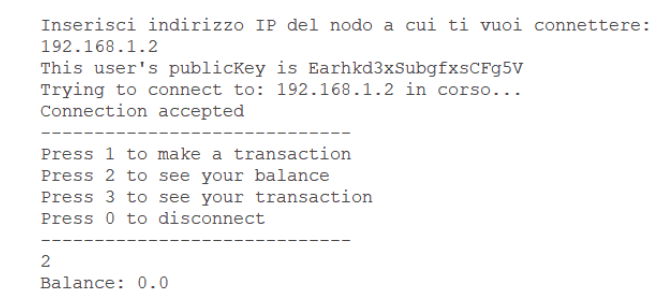 Inserisci indirizzo IP del nodo a cui ti vuoi connettere:
192.168.1.2
This user's publicKey is Earhkd3xSubgfxsCFg5V
Trying to connect to: 192.168.1.2 in corso...
Connection accepted
-----------------------------
Press 1 to make a transaction
Press 2 to see your balance
Press 3 to see your transaction
Press 0 to disconnect
-----------------------------
2
Balance: 0.0